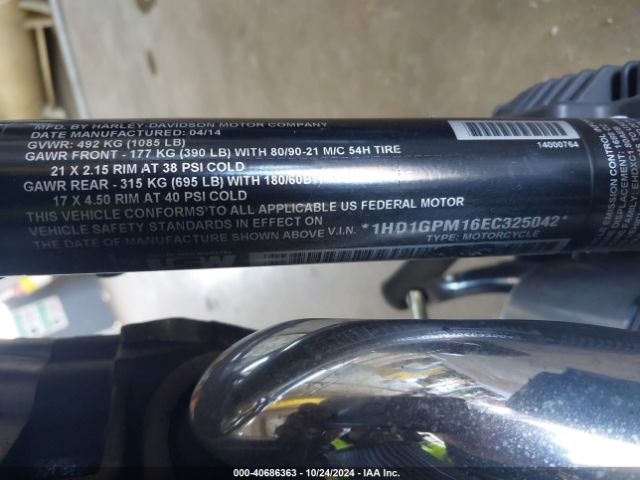 MFD. BY HARLEY-DAVIDSON MOTOR COMPANY
DATE MANUFACTURED: 04/14
GVWR: 492 KG (1085 LB)
GAWR FRONT - 177 KG (390 LB) WITH 80/90-21 M/C 54H TIRE
21 X 2.15 RIM AT 38 PSI COLD
GAWR REAR - 315 KG (695 LB) WITH 180/60B1
17 X 4.50 RIM AT 40 PSI COLD
THIS VEHICLE CONFORMS TO ALL APPLICABLE US FEDERAL MOTOR
VEHICLE SAFETY STANDARDS IN EFFECT ON
THE DATE OF MANUFACTURE SHOWN ABOVE V.I.N. *1HD1GPM16EC325042*
TYPE: MOTORCYCLE
14000764
EMISSION CONTROL
DISPLACEMENT:
000-40686363 - 10/24/2024 - IAA Inc.